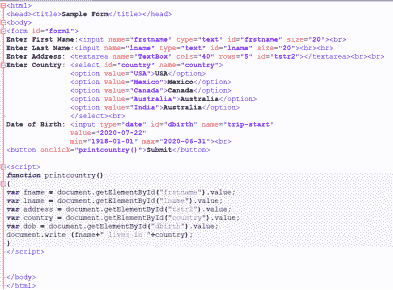 <html>
<head><title>Sample Form</title></head>
<body>
<form id="form1">
Enter First Name:<input name="frstname" type="text" id="frstname" size="20"><br>
Enter Last Name:<input name="lname" type="text" id="lname" size="20"><br><br>
Enter Address: <textarea name="TextBox" cols="40" rows="5" id="tstr2"></textarea><br><br>
Enter Country: <select id="country" name="country">
<option value="USA">USA</option>
<option value="Mexico">Mexico</option>
<option value="Canada">Canada</option>
<option value="Australia">Australia</option>
<option value="India">Australia</option>
</select><br>
Date of Birth: <input type="date" id="dbirth" name="trip-start"
value="2020-07-22"
min="1918-01-01" max="2020-06-31"><br>
<button onclick="printcountry()">Submit</button>
<script>
function printcountry()
{
var fname = document.getElementById("frstname").value;
var lname = document.getElementById("lname").value;
var address = document.getElementById("tstr2").value;
var country = document.getElementById("country").value;
var dob = document.getElementById("dbirth").value;
document.write (fname+" lives in "+country);
}
</script>
</body>
</html>